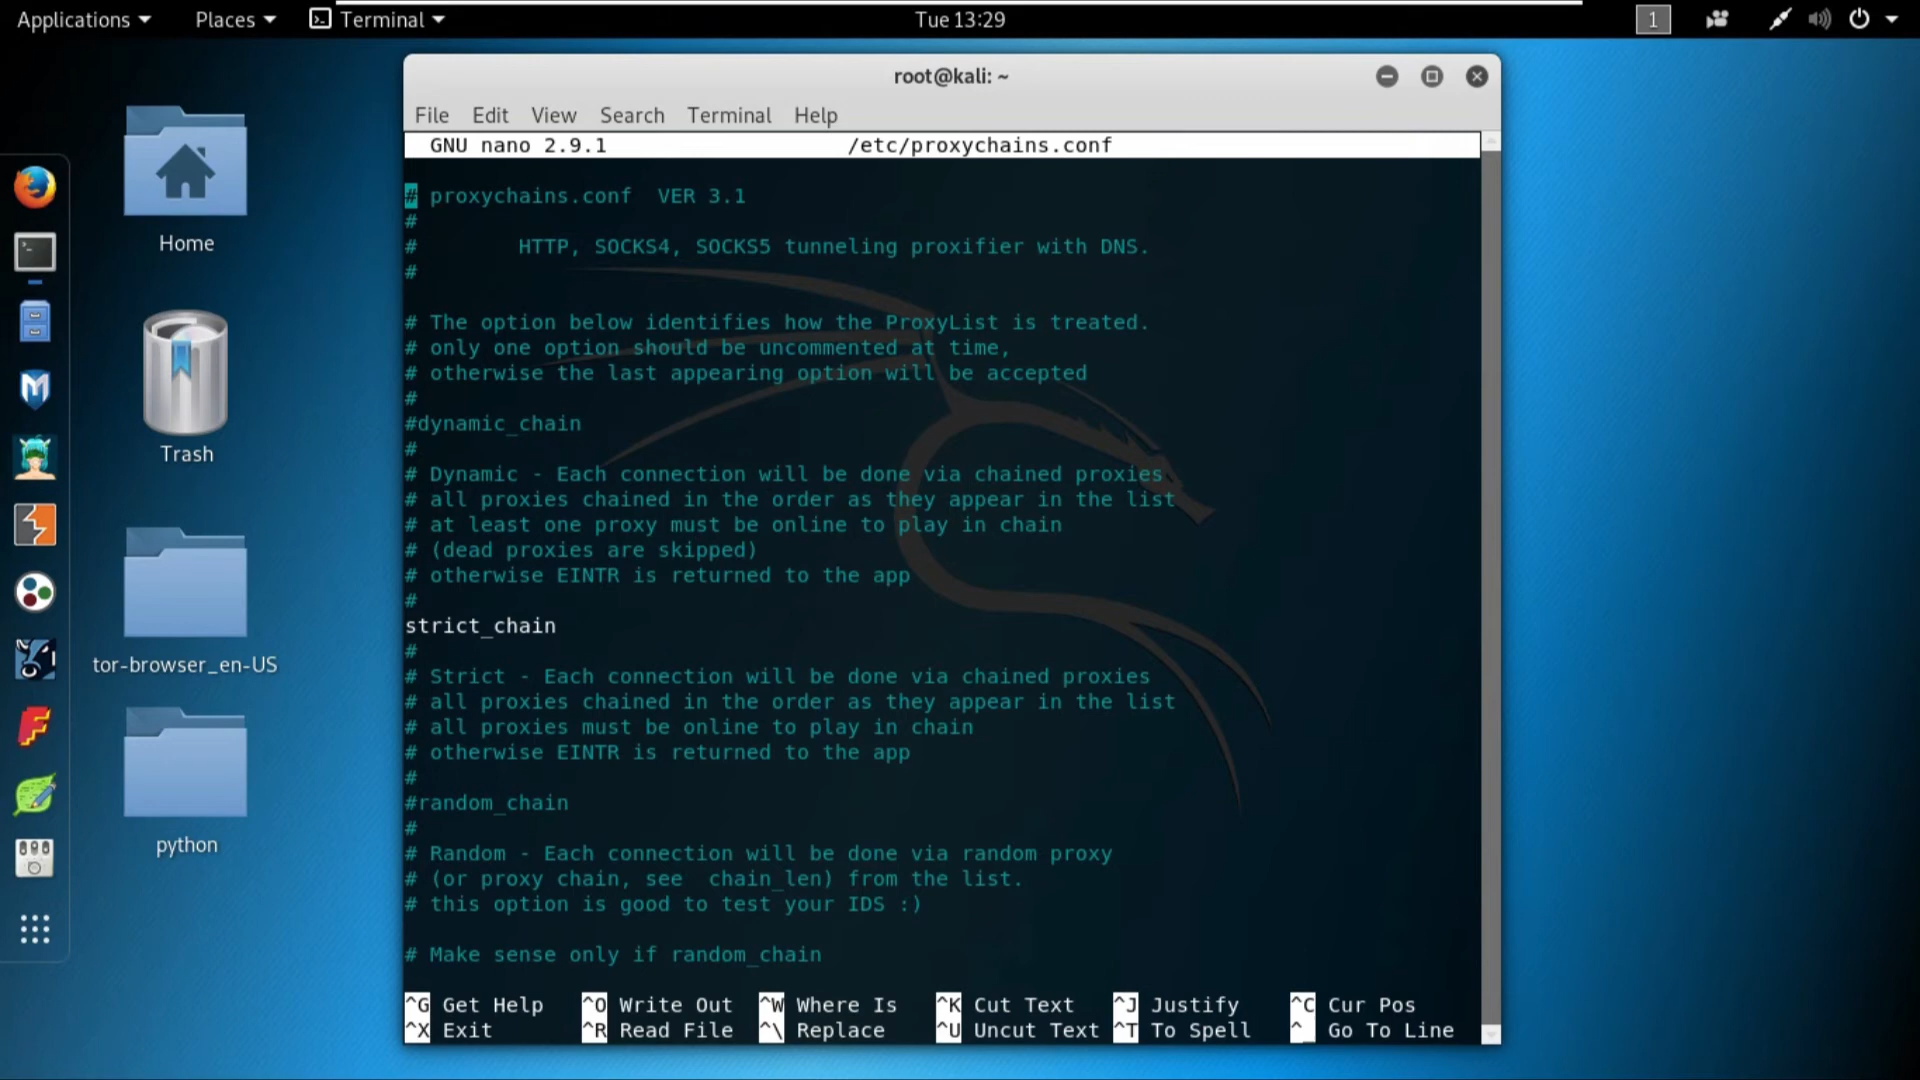 Applications Places Terminal Tue 13:29 1
root@kali: ~
File Edit View Search Terminal Help
GNU nano 2.9.1 /etc/proxychains.conf
# proxychains.conf  VER 3.1
#
#        HTTP, SOCKS4, SOCKS5 tunneling proxifier with DNS.
#
# The option below identifies how the ProxyList is treated.
# only one option should be uncommented at time,
# otherwise the last appearing option will be accepted
#
#dynamic_chain
#
# Dynamic - Each connection will be done via chained proxies
# all proxies chained in the order as they appear in the list
# at least one proxy must be online to play in chain
# (dead proxies are skipped)
# otherwise EINTR is returned to the app
#
strict_chain
#
# Strict - Each connection will be done via chained proxies
# all proxies chained in the order as they appear in the list
# all proxies must be online to play in chain
# otherwise EINTR is returned to the app
#
#random_chain
#
# Random - Each connection will be done via random proxy
# (or proxy chain, see  chain_len) from the list.
# this option is good to test your IDS :)
# Make sense only if random_chain
^G Get Help ^O Write Out ^W Where Is ^K Cut Text ^J Justify ^C Cur Pos
^X Exit ^R Read File ^\ Replace ^U Uncut Text ^T To Spell ^_ Go To Line
Home
Trash
tor-browser_en-US
python